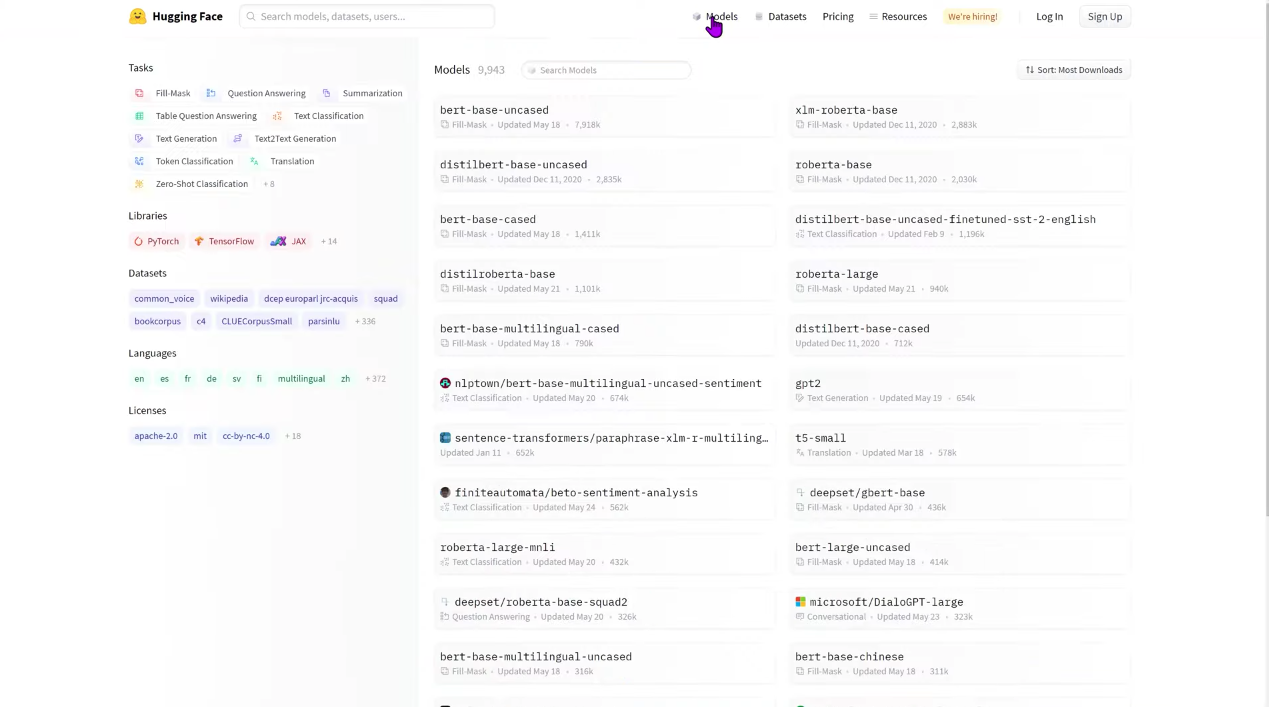 Hugging Face
Search models, datasets, users...
Models
Datasets
Pricing
Resources
We're hiring!
Log In
Sign Up
Tasks
Fill-Mask Question Answering Summarization
Table Question Answering Text Classification
Text Generation Text2Text Generation
Token Classification Translation
Zero-Shot Classification + 8
Libraries
PyTorch TensorFlow JAX + 14
Datasets
common_voice wikipedia dcep europarl jrc-acquis squad
bookcorpus c4 CLUECorpusSmall parsinlu + 336
Languages
en es fr de sv fi multilingual zh + 372
Licenses
apache-2.0 mit cc-by-nc-4.0 + 18
Models 9,943
Search Models
Sort: Most Downloads
bert-base-uncased
Fill-Mask • Updated May 18 • 7,918k
xlm-roberta-base
Fill-Mask • Updated Dec 11, 2020 • 2,883k
distilbert-base-uncased
Fill-Mask • Updated Dec 11, 2020 • 2,835k
roberta-base
Fill-Mask • Updated Dec 11, 2020 • 2,030k
bert-base-cased
Fill-Mask • Updated May 18 • 1,411k
distilbert-base-uncased-finetuned-sst-2-english
Text Classification • Updated Feb 9 • 1,196k
distilroberta-base
Fill-Mask • Updated May 21 • 1,101k
roberta-large
Fill-Mask • Updated May 21 • 940k
bert-base-multilingual-cased
Fill-Mask • Updated May 18 • 790k
distilbert-base-cased
Updated Dec 11, 2020 • 712k
nlptown/bert-base-multilingual-uncased-sentiment
Text Classification • Updated May 20 • 674k
gpt2
Text Generation • Updated May 19 • 654k
sentence-transformers/paraphrase-xlm-r-multiling…
Updated Jan 11 • 652k
t5-small
Translation • Updated Mar 18 • 578k
finiteautomata/beto-sentiment-analysis
Text Classification • Updated May 24 • 562k
deepset/gbert-base
Fill-Mask • Updated Apr 30 • 436k
roberta-large-mnli
Text Classification • Updated May 20 • 432k
bert-large-uncased
Fill-Mask • Updated May 18 • 414k
deepset/roberta-base-squad2
Question Answering • Updated May 20 • 326k
microsoft/DialoGPT-large
Conversational • Updated May 23 • 323k
bert-base-multilingual-uncased
Fill-Mask • Updated May 18 • 316k
bert-base-chinese
Fill-Mask • Updated May 18 • 311k